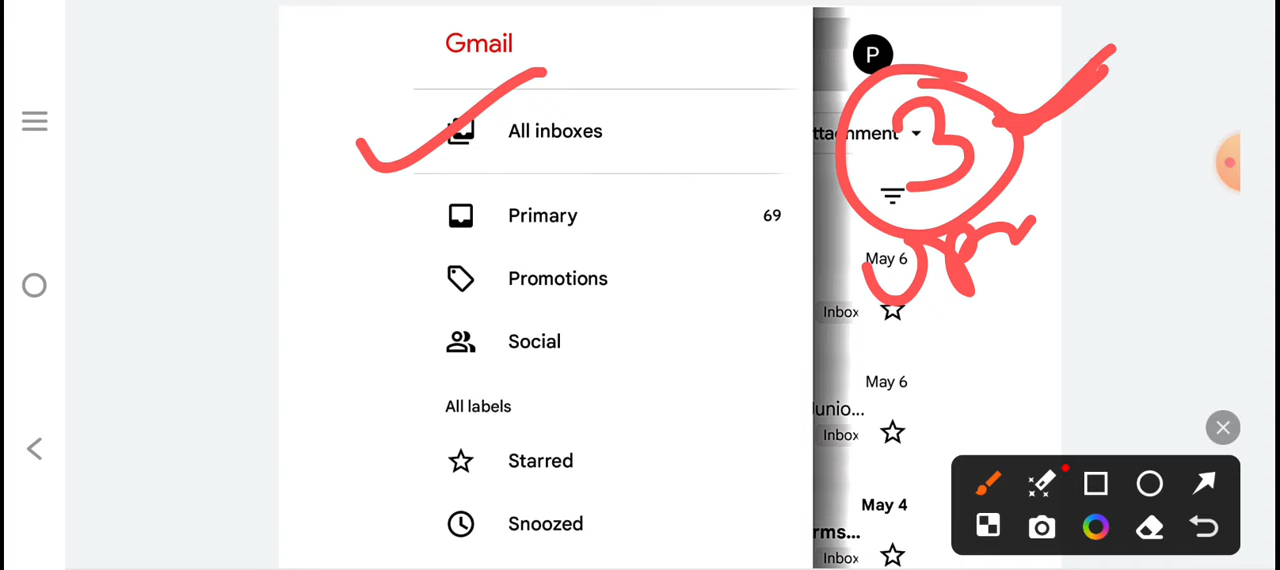 Gmail
P
All inboxes
ttachment
3
Primary 69
May 6
Promotions
Inbox
Social
May 6
All labels
Junio...
Inbox
Starred
May 4
Snoozed
rms...
Inbox